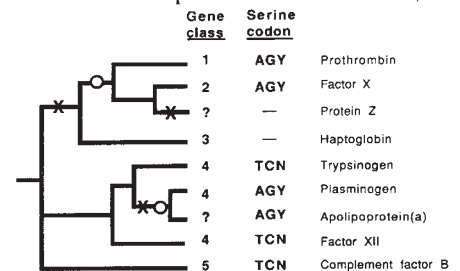 Gene Serine
class codon
1 AGY Prothrombin
2 AGY Factor X
? — Protein Z
3 — Haptoglobin
4 TCN Trypsinogen
4 AGY Plasminogen
? AGY Apolipoprotein(a)
4 TCN Factor XII
5 TCN Complement factor B